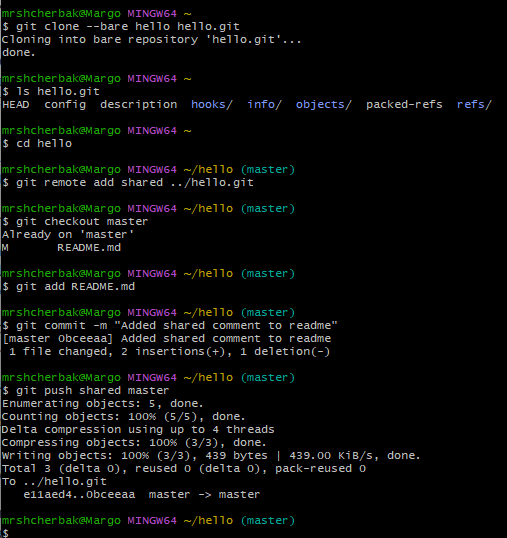 mrshcherbak@Margo MINGW64 ~
$ git clone --bare hello hello.git
Cloning into bare repository 'hello.git'...
done.
mrshcherbak@Margo MINGW64 ~
$ ls hello.git
HEAD  config  description  hooks/  info/  objects/  packed-refs  refs/
mrshcherbak@Margo MINGW64 ~
$ cd hello
mrshcherbak@Margo MINGW64 ~/hello (master)
$ git remote add shared ../hello.git
mrshcherbak@Margo MINGW64 ~/hello (master)
$ git checkout master
Already on 'master'
M       README.md
mrshcherbak@Margo MINGW64 ~/hello (master)
$ git add README.md
mrshcherbak@Margo MINGW64 ~/hello (master)
$ git commit -m "Added shared comment to readme"
[master 0bceeaa] Added shared comment to readme
 1 file changed, 2 insertions(+), 1 deletion(-)
mrshcherbak@Margo MINGW64 ~/hello (master)
$ git push shared master
Enumerating objects: 5, done.
Counting objects: 100% (5/5), done.
Delta compression using up to 4 threads
Compressing objects: 100% (3/3), done.
Writing objects: 100% (3/3), 439 bytes | 439.00 KiB/s, done.
Total 3 (delta 0), reused 0 (delta 0), pack-reused 0
To ../hello.git
   e11aed4..0bceeaa  master -> master
mrshcherbak@Margo MINGW64 ~/hello (master)
$